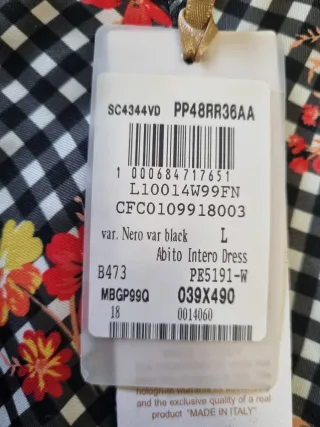 SC4344VD PP48RR36AA
1 000684717651
L10014W99FN
CFC0109918003
var. Nero var black L
Abito Intero Dress
B473 PE5191-W
MBGP99Q 039X490
18 0014060
and the exclusive quality of a real
product "MADE IN ITALY"